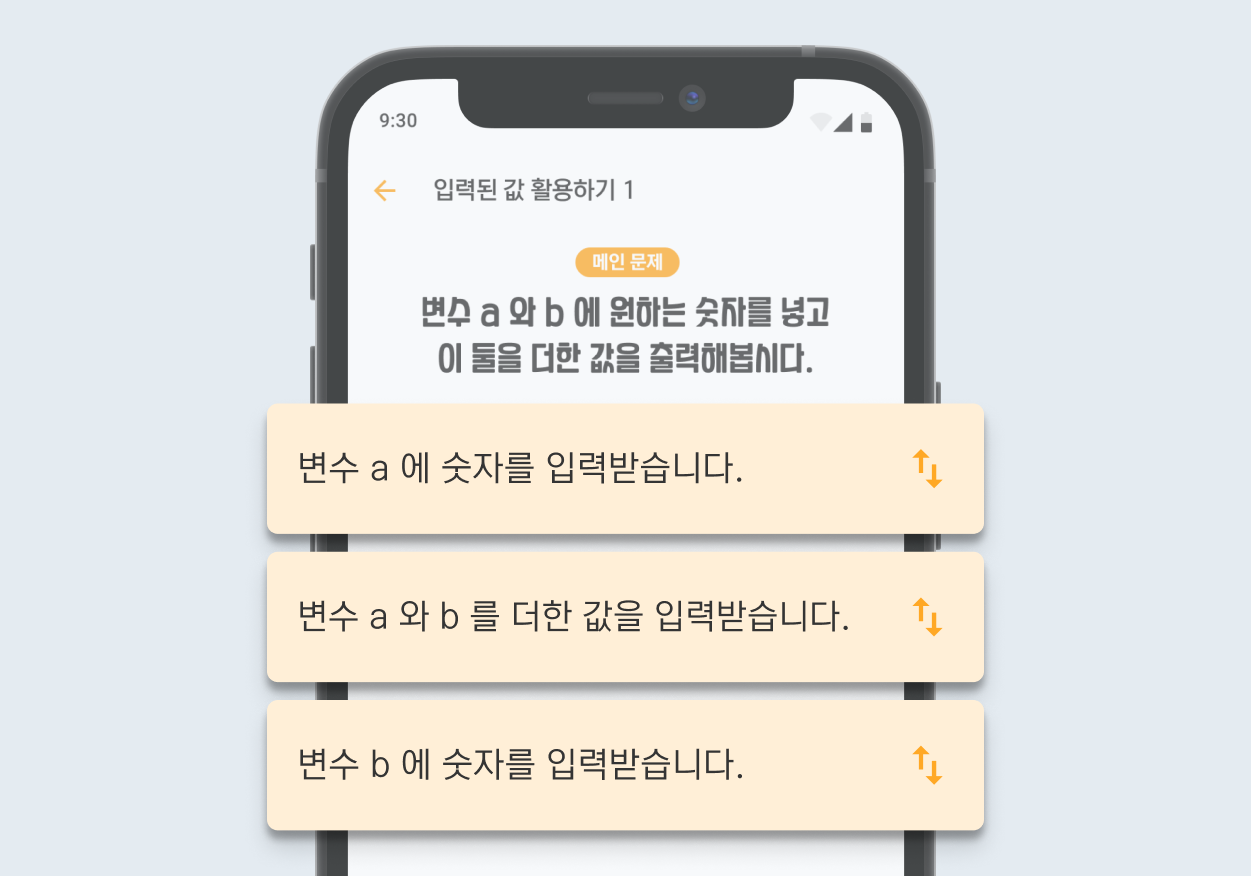 9:30
입력된 값 활용하기 1
메인 문제
변수 a 와 b 에 원하는 숫자를 넣고
이 둘을 더한 값을 출력해봅시다.
변수 a 에 숫자를 입력받습니다.
변수 a 와 b 를 더한 값을 입력받습니다.
변수 b 에 숫자를 입력받습니다.